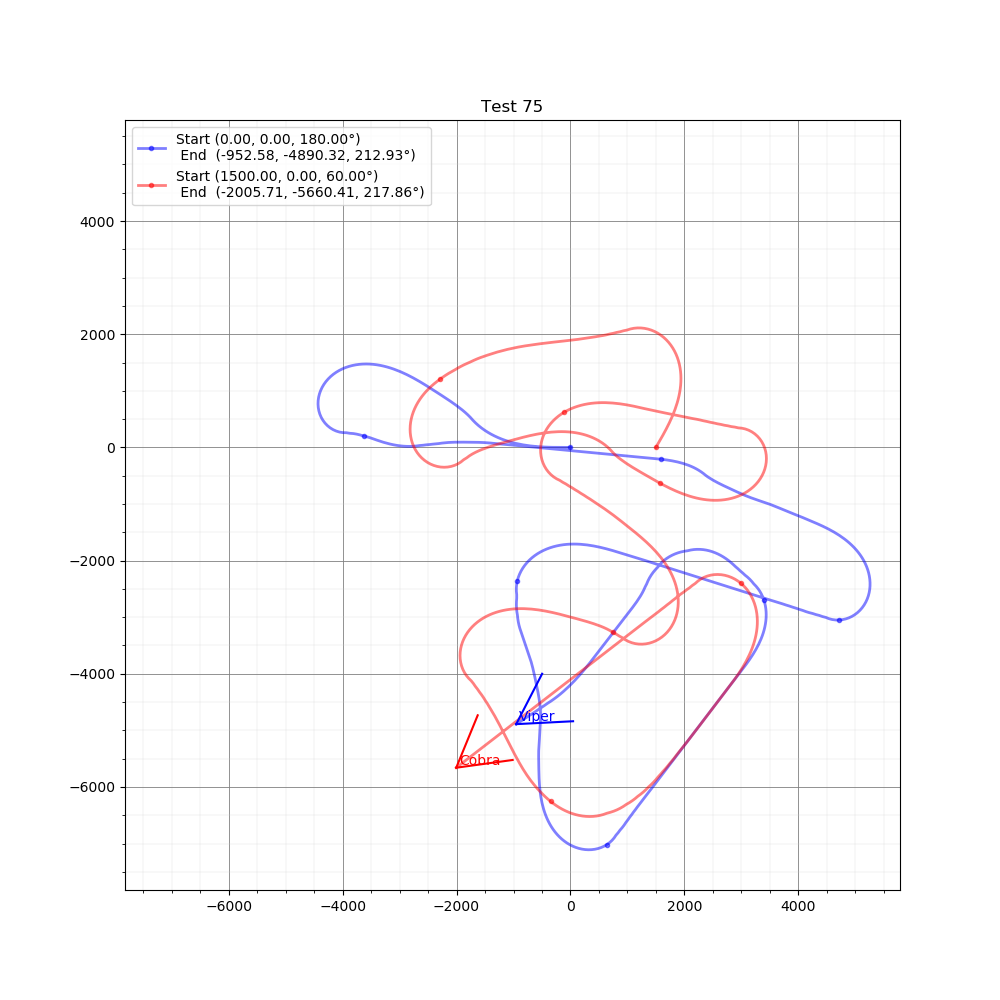 Test 75
Start (0.00, 0.00, 180.00°)
End  (-952.58, -4890.32, 212.93°)
Start (1500.00, 0.00, 60.00°)
End  (-2005.71, -5660.41, 217.86°)
4000
2000
0
−2000
−4000
−6000
Viper
Cobra
−6000 −4000 −2000 0 2000 4000